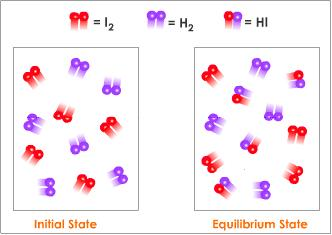 = I₂ = H₂ = HI
Initial State Equilibrium State